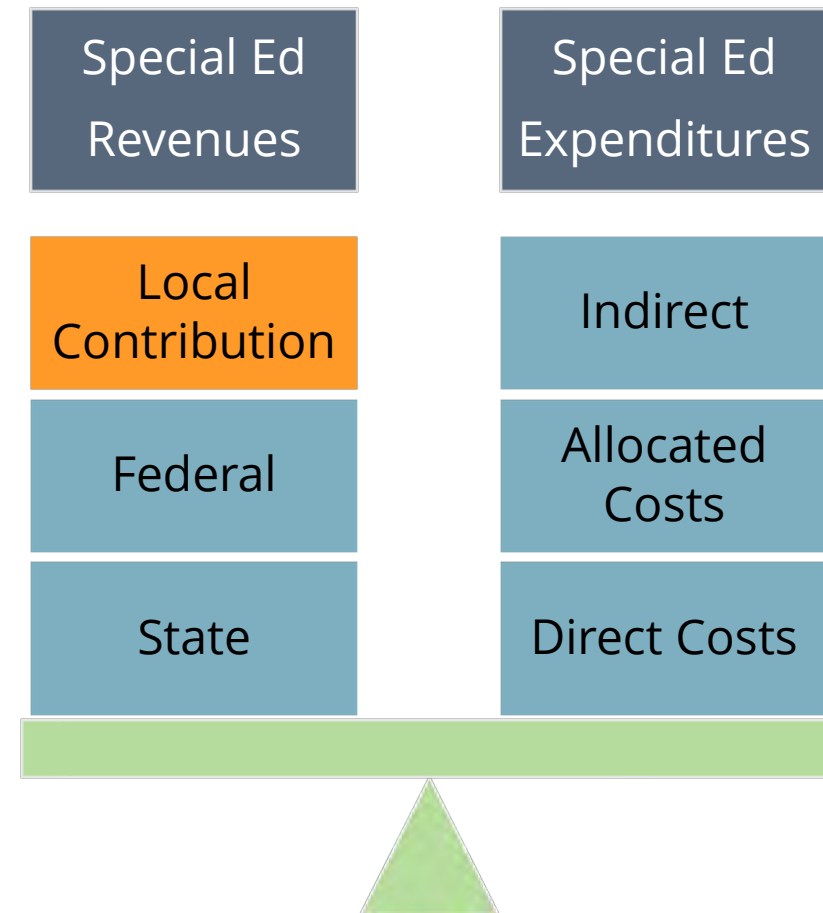 Special Ed
Revenues
Special Ed
Expenditures
Local
Contribution
Indirect
Federal
Allocated
Costs
State
Direct Costs